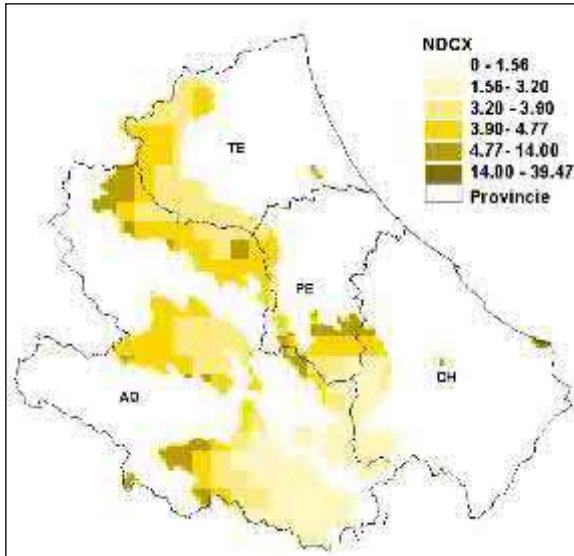 NDCX
0 - 1.56
1.56- 3.20
3.20 - 3.90
3.90- 4.77
4.77- 14.00
14.00 - 39.47
Provincie
TE
PE
CH
AQ